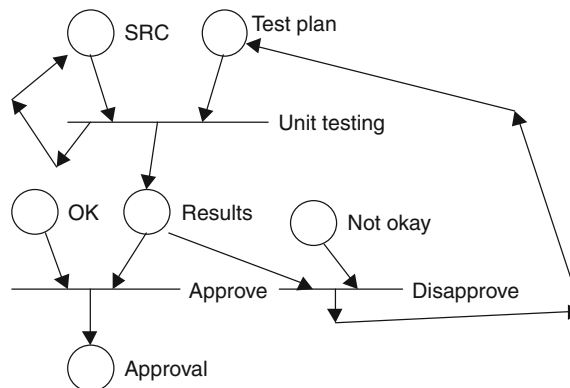 SRC
Test plan
Unit testing
OK
Results
Not okay
Approve
Disapprove
Approval